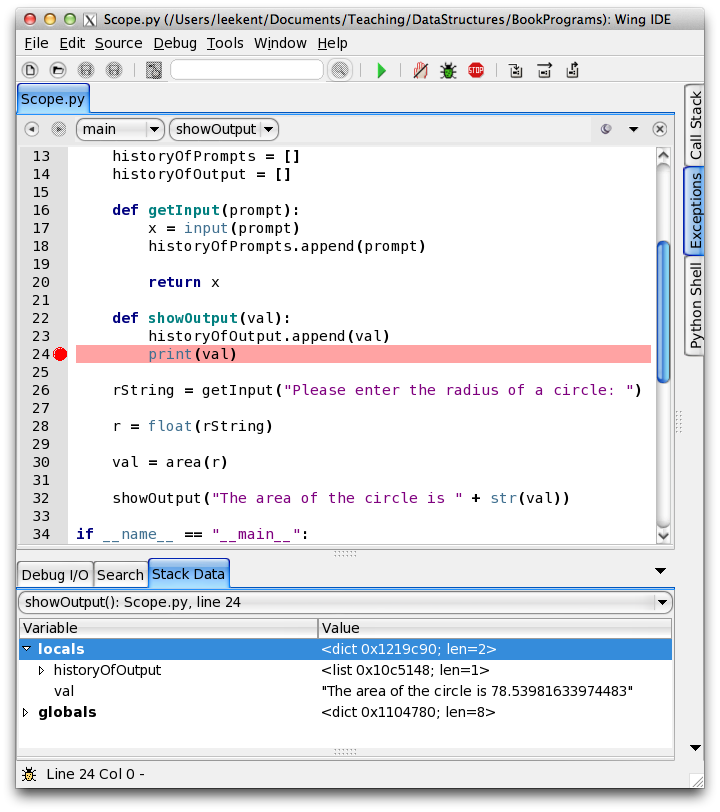 Scope.py (/Users/leekent/Documents/Teaching/DataStructures/BookPrograms): Wing IDE
File Edit Source Debug Tools Window Help
STOP
Scope.py
main showOutput
13 historyOfPrompts = []
14 historyOfOutput = []
15
16 def getInput(prompt):
17 x = input(prompt)
18 historyOfPrompts.append(prompt)
19
20 return x
21
22 def showOutput(val):
23 historyOfOutput.append(val)
24 print(val)
25
26 rString = getInput("Please enter the radius of a circle: ")
27
28 r = float(rString)
29
30 val = area(r)
31
32 showOutput("The area of the circle is " + str(val))
33
34 if __name__ == "__main__":
Call Stack
Exceptions
Python Shell
Debug I/O Search Stack Data
showOutput(): Scope.py, line 24
Variable Value
locals <dict 0x1219c90; len=2>
historyOfOutput <list 0x10c5148; len=1>
val "The area of the circle is 78.53981633974483"
globals <dict 0x1104780; len=8>
Line 24 Col 0 -